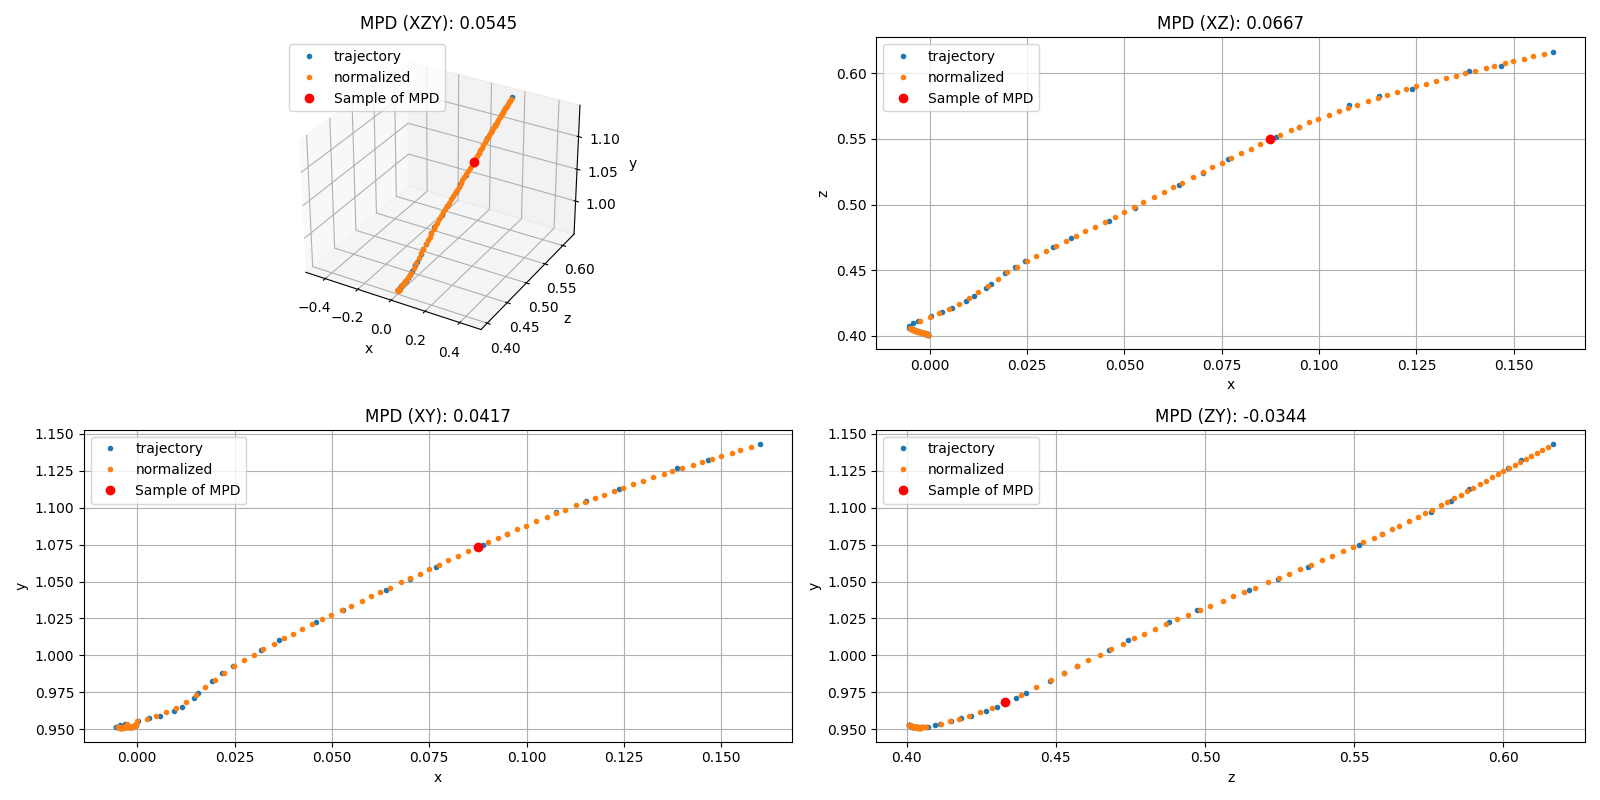 MPD (XZY): 0.0545
trajectory
normalized
Sample of MPD
1.10
1.05
1.00
y
−0.4
−0.2
0.0
0.2
0.4
x
0.40
0.45
0.50
0.55
0.60
z
MPD (XZ): 0.0667
trajectory
normalized
Sample of MPD
0.60
0.55
0.50
0.45
0.40
z
0.000
0.025
0.050
0.075
0.100
0.125
0.150
x
MPD (XY): 0.0417
trajectory
normalized
Sample of MPD
1.150
1.125
1.100
1.075
1.050
1.025
1.000
0.975
0.950
y
0.000
0.025
0.050
0.075
0.100
0.125
0.150
x
MPD (ZY): -0.0344
trajectory
normalized
Sample of MPD
1.150
1.125
1.100
1.075
1.050
1.025
1.000
0.975
0.950
y
0.40
0.45
0.50
0.55
0.60
z